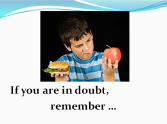 If you are in doubt,
remember ...